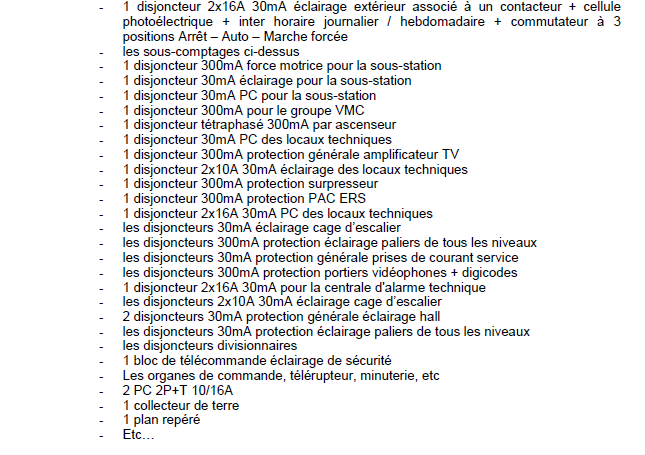 - 1 disjoncteur 2x16A 30mA éclairage extérieur associé à un contacteur + cellule
photoélectrique + inter horaire journalier / hebdomadaire + commutateur à 3
positions Arrêt – Auto – Marche forcée
- les sous-comptages ci-dessus
- 1 disjoncteur 300mA force motrice pour la sous-station
- 1 disjoncteur 30mA éclairage pour la sous-station
- 1 disjoncteur 30mA PC pour la sous-station
- 1 disjoncteur 300mA pour le groupe VMC
- 1 disjoncteur tétraphasé 300mA par ascenseur
- 1 disjoncteur 30mA PC des locaux techniques
- 1 disjoncteur 300mA protection générale amplificateur TV
- 1 disjoncteur 2x10A 30mA éclairage des locaux techniques
- 1 disjoncteur 300mA protection surpresseur
- 1 disjoncteur 300mA protection PAC ERS
- 1 disjoncteur 2x16A 30mA PC des locaux techniques
- les disjoncteurs 30mA éclairage cage d’escalier
- les disjoncteurs 300mA protection éclairage paliers de tous les niveaux
- les disjoncteurs 30mA protection générale prises de courant service
- les disjoncteurs 300mA protection portiers vidéophones + digicodes
- 1 disjoncteur 2x16A 30mA pour la centrale d'alarme technique
- les disjoncteurs 2x10A 30mA éclairage cage d’escalier
- 2 disjoncteurs 30mA protection générale éclairage hall
- les disjoncteurs 30mA protection éclairage paliers de tous les niveaux
- les disjoncteurs divisionnaires
- 1 bloc de télécommande éclairage de sécurité
- Les organes de commande, télérupteur, minuterie, etc
- 2 PC 2P+T 10/16A
- 1 collecteur de terre
- 1 plan repéré
- Etc…